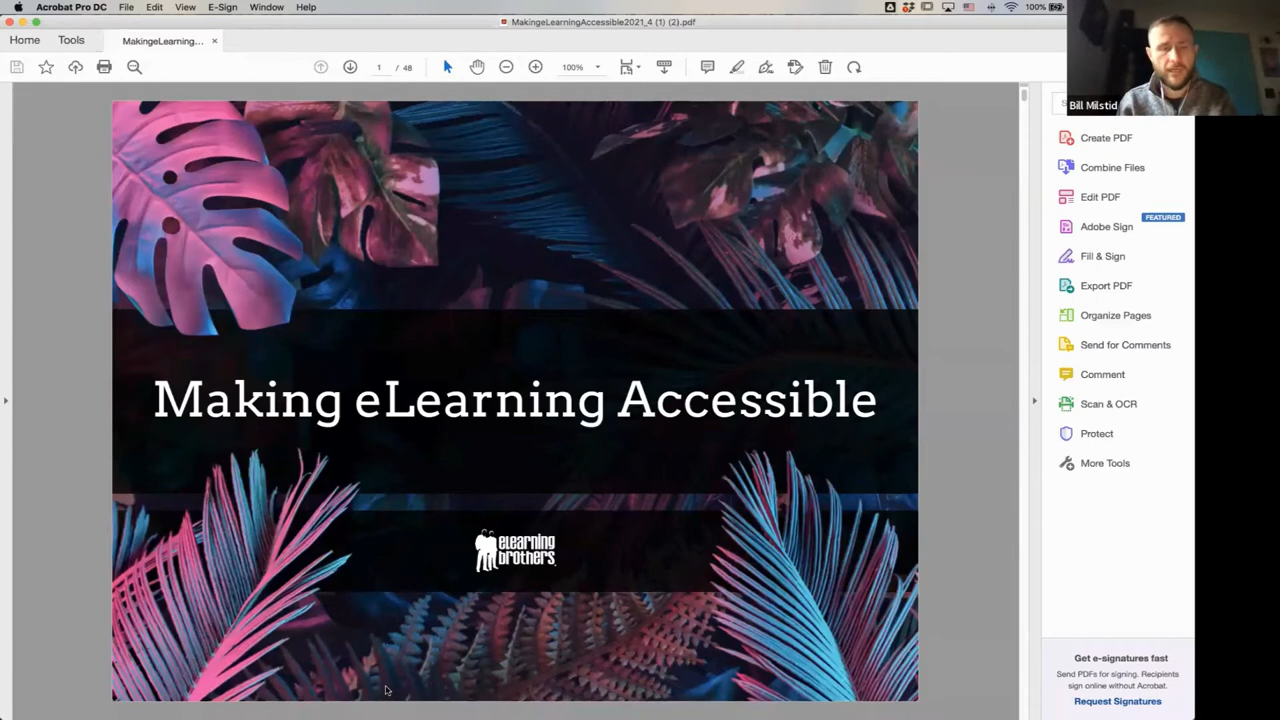 Acrobat Pro DC File Edit View E-Sign Window Help 100%
MakingeLearningAccessible2021_4 (1) (2).pdf
Home Tools MakingeLearning... ×
1 / 48 100%
Bill Milstid
Create PDF
Combine Files
Edit PDF
FEATURED
Adobe Sign
Fill & Sign
Export PDF
Organize Pages
Send for Comments
Comment
Scan & OCR
Protect
More Tools
Making eLearning Accessible
eLearning
brothers
Get e-signatures fast
Send PDFs for signing. Recipients
sign online without Acrobat.
Request Signatures